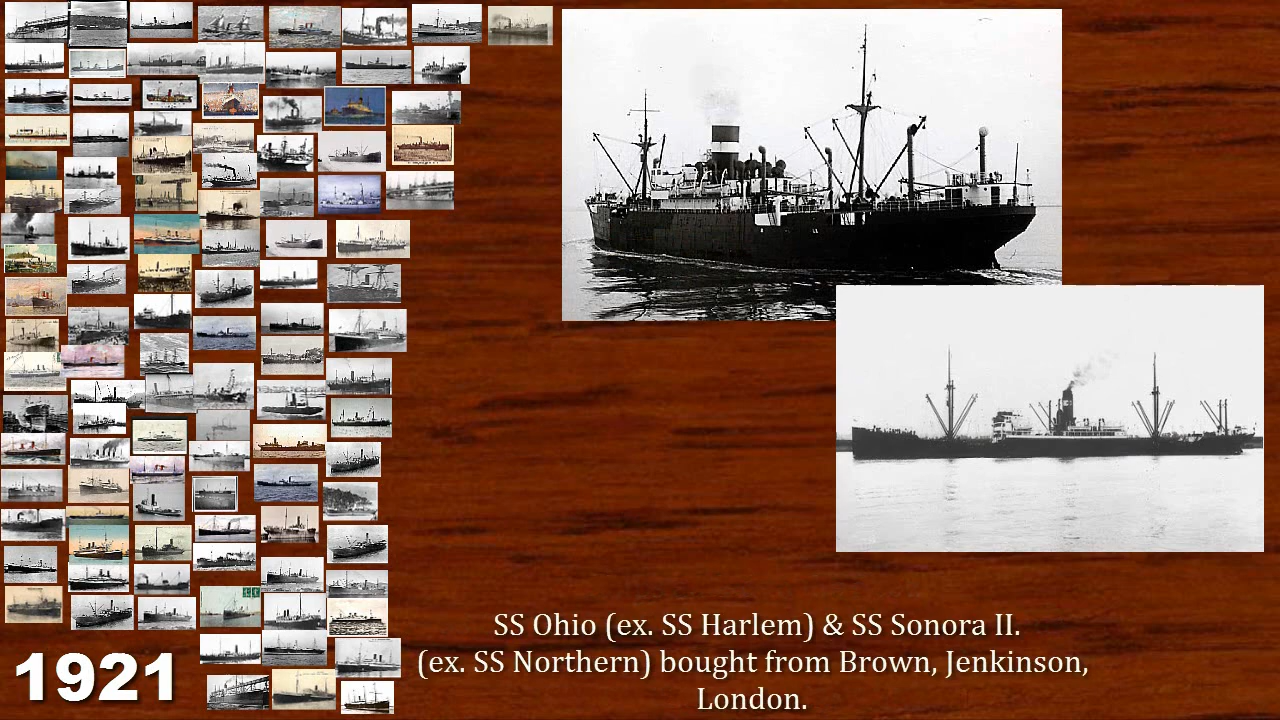 SS Ohio (ex. SS Harlem) & SS Sonora II.
(ex. SS Northern) bought from Brown, Jenkinson,
London.
1921